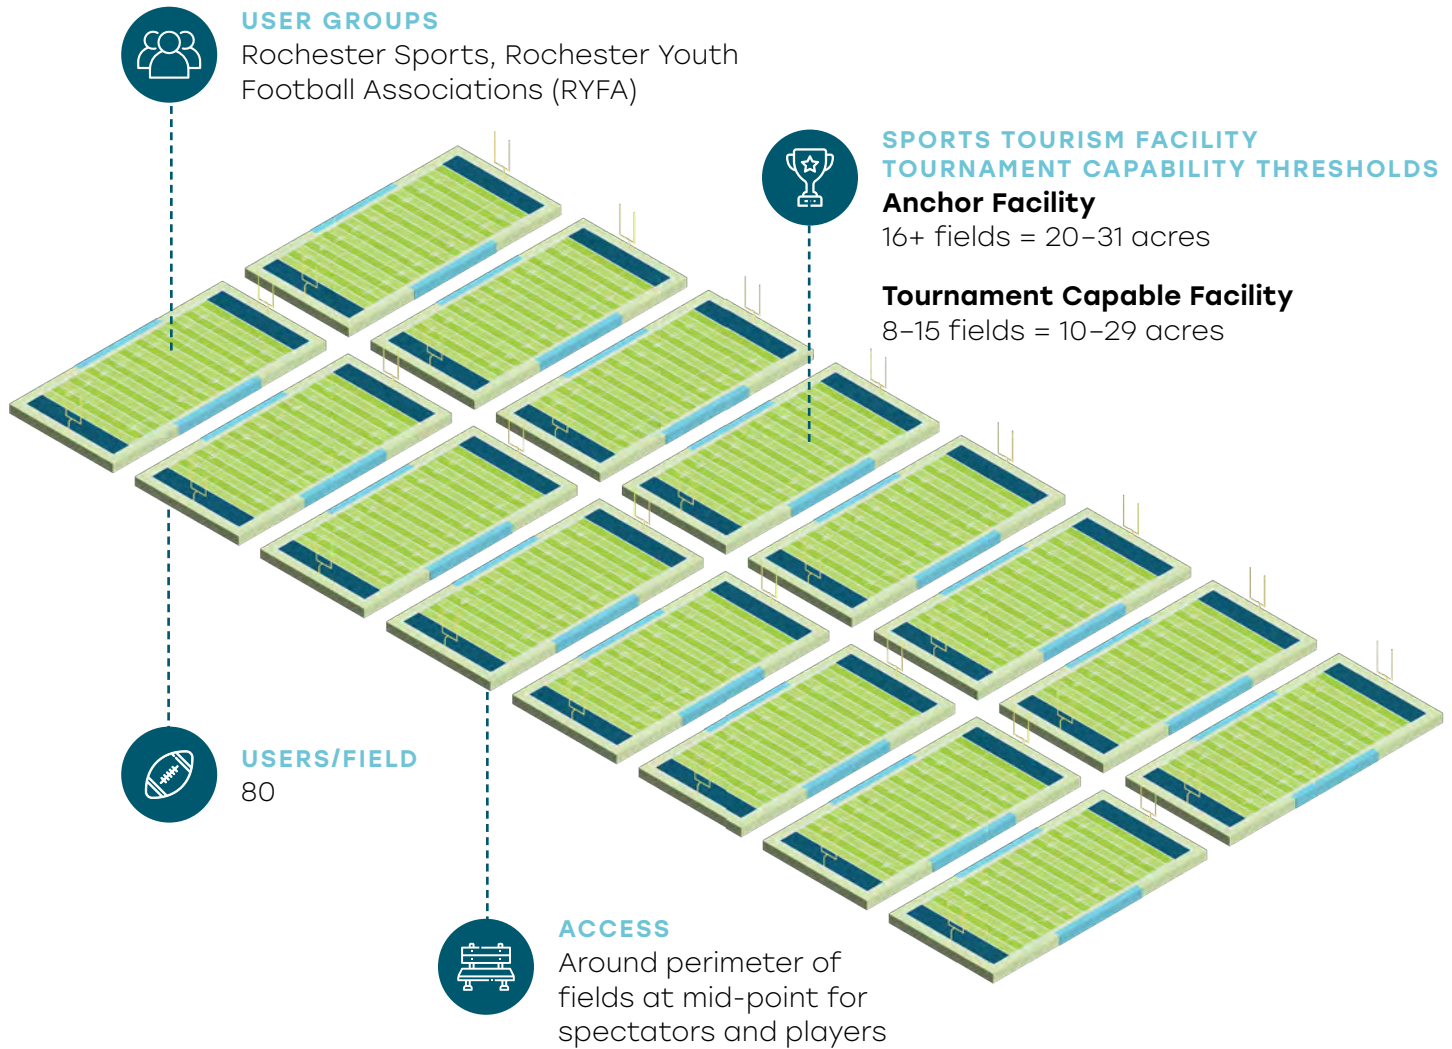 USER GROUPS
Rochester Sports, Rochester Youth
Football Associations (RYFA)
SPORTS TOURISM FACILITY
TOURNAMENT CAPABILITY THRESHOLDS
Anchor Facility
16+ fields = 20–31 acres
Tournament Capable Facility
8–15 fields = 10–29 acres
USERS/FIELD
80
ACCESS
Around perimeter of
fields at mid-point for
spectators and players